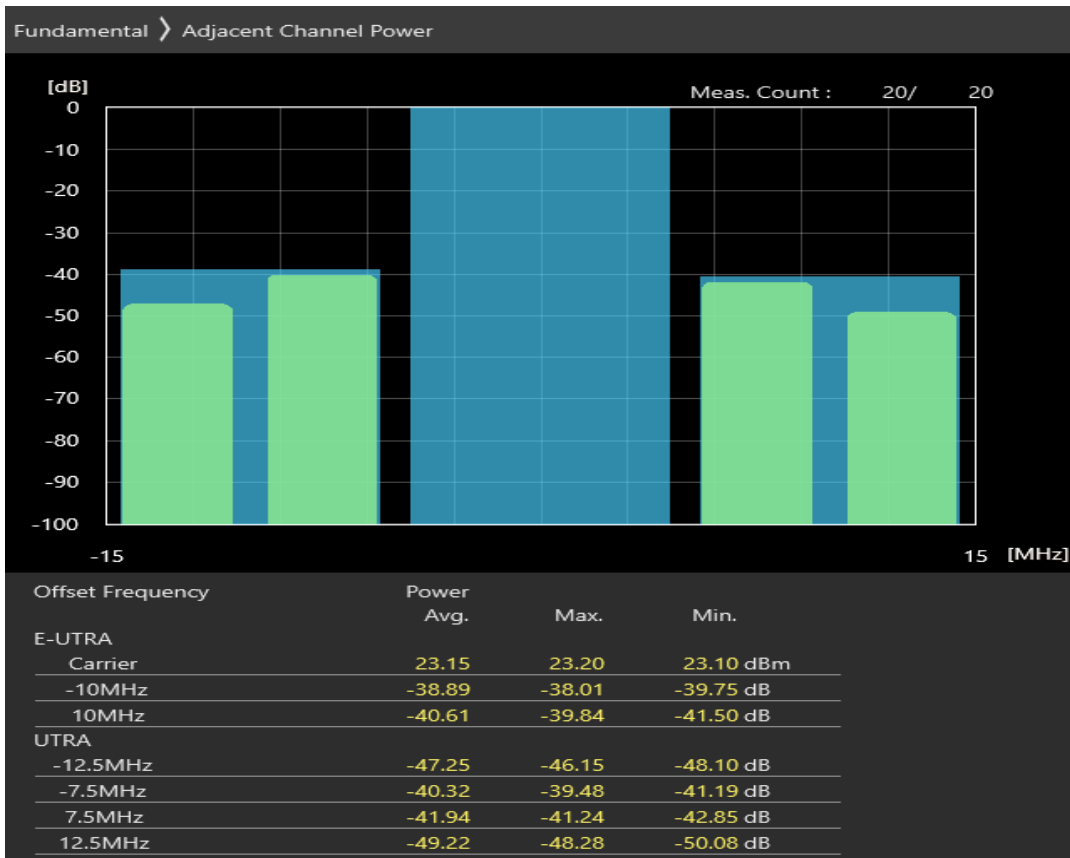 Fundamental 〉 Adjacent Channel Power
[dB]
Meas. Count : 20/ 20
0
-10
-20
-30
-40
-50
-60
-70
-80
-90
-100
-15 15 [MHz]
Offset Frequency Power
Avg. Max. Min.
E-UTRA
Carrier 23.15 23.20 23.10 dBm
-10MHz -38.89 -38.01 -39.75 dB
10MHz -40.61 -39.84 -41.50 dB
UTRA
-12.5MHz -47.25 -46.15 -48.10 dB
-7.5MHz -40.32 -39.48 -41.19 dB
7.5MHz -41.94 -41.24 -42.85 dB
12.5MHz -49.22 -48.28 -50.08 dB